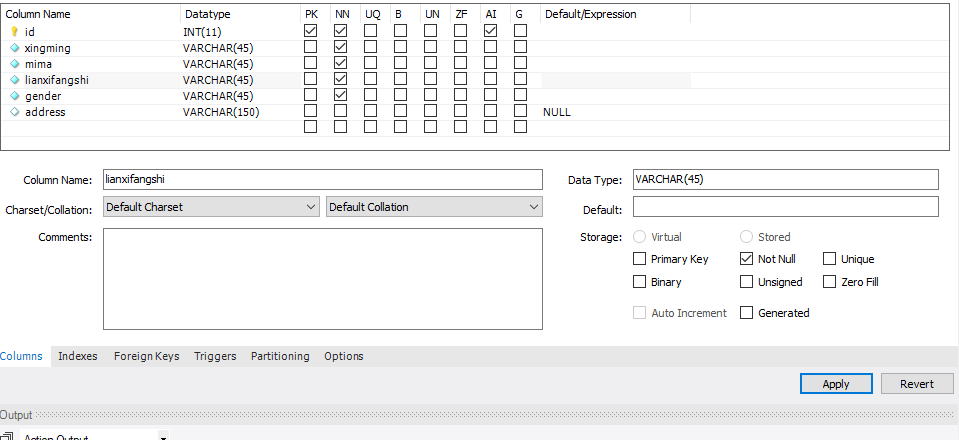 Column Name Datatype PK NN UQ B UN ZF AI G Default/Expression
id INT(11)
xingming VARCHAR(45)
mima VARCHAR(45)
lianxifangshi VARCHAR(45)
gender VARCHAR(45)
address VARCHAR(150) NULL
Column Name: lianxifangshi Data Type: VARCHAR(45)
Charset/Collation: Default Charset Default Collation Default:
Comments: Storage: Virtual Stored
Primary Key Not Null Unique
Binary Unsigned Zero Fill
Auto Increment Generated
Columns Indexes Foreign Keys Triggers Partitioning Options
Apply Revert
Output
Action Output